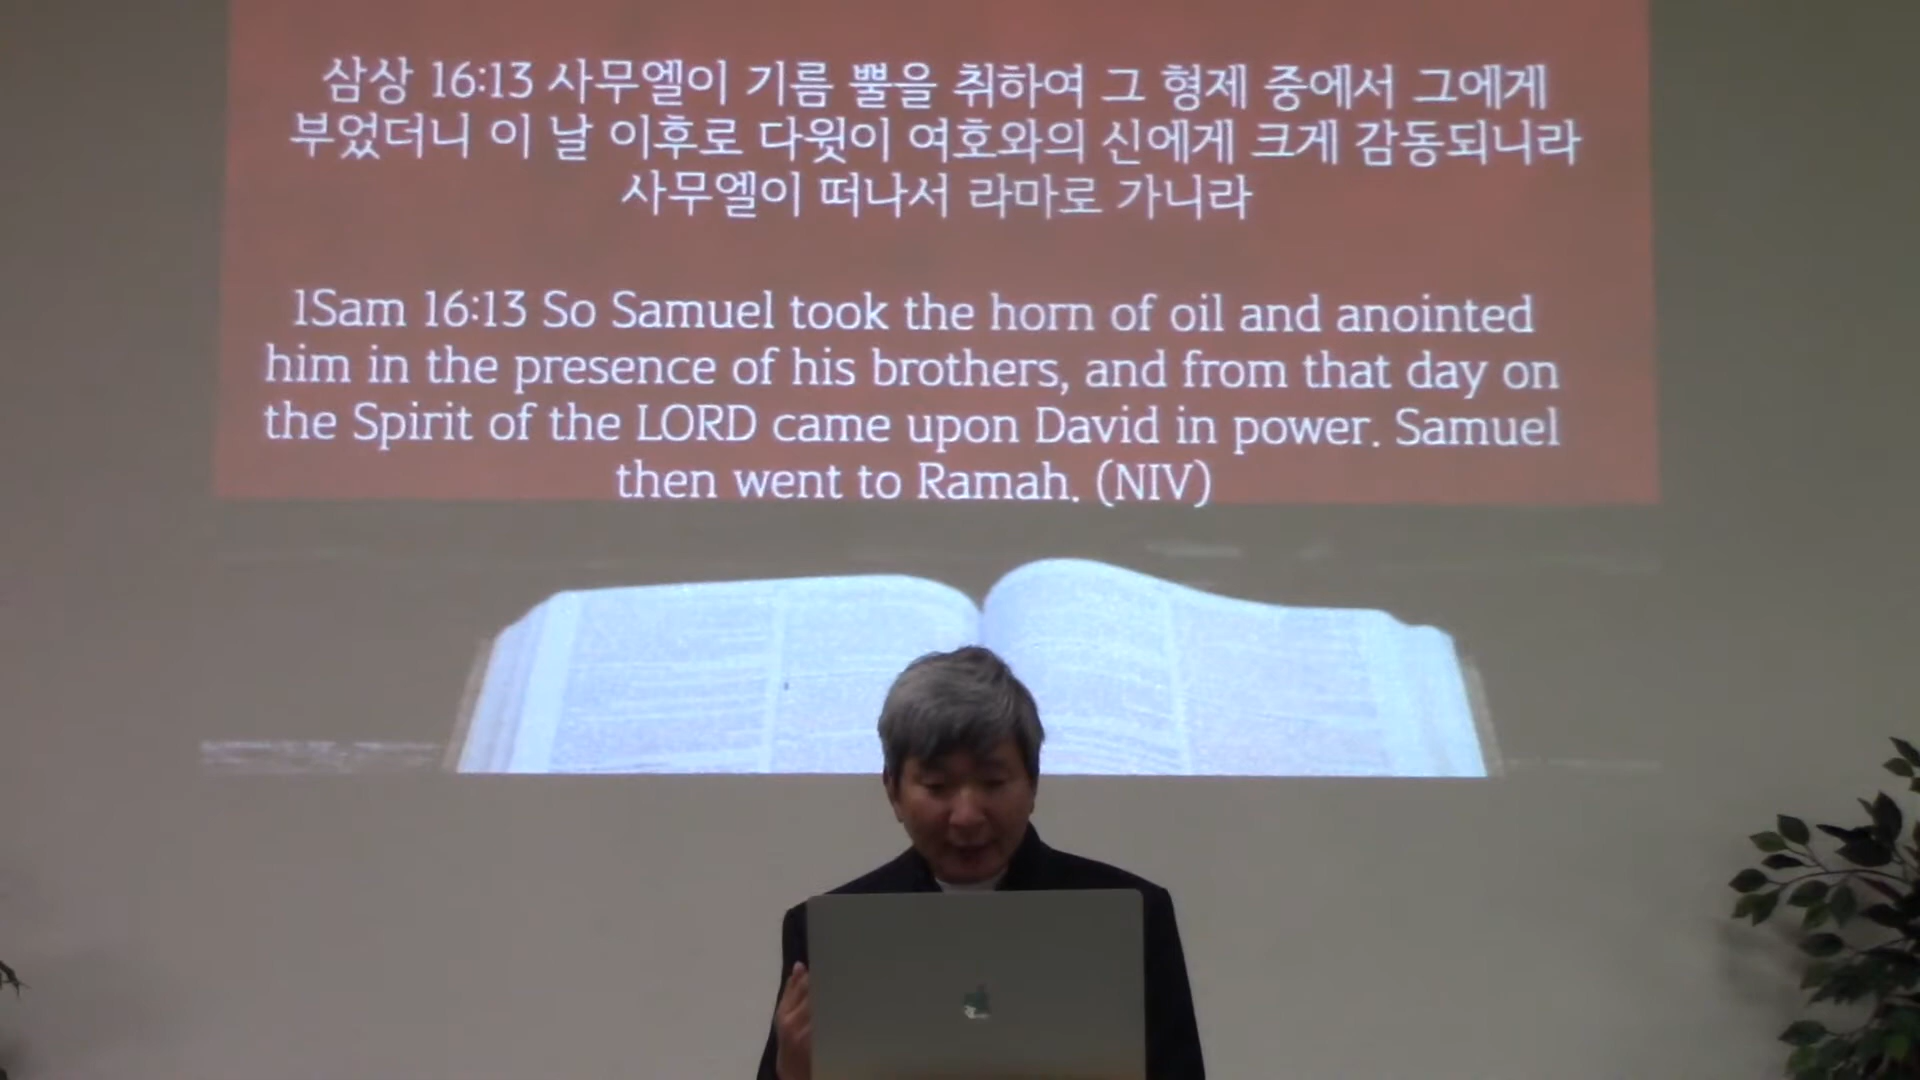 삼상 16:13 사무엘이 기름 뿔을 취하여 그 형제 중에서 그에게
부었더니 이 날 이후로 다윗이 여호와의 신에게 크게 감동되니라
사무엘이 떠나서 라마로 가니라
1Sam 16:13 So Samuel took the horn of oil and anointed
him in the presence of his brothers, and from that day on
the Spirit of the LORD came upon David in power. Samuel
then went to Ramah. (NIV)